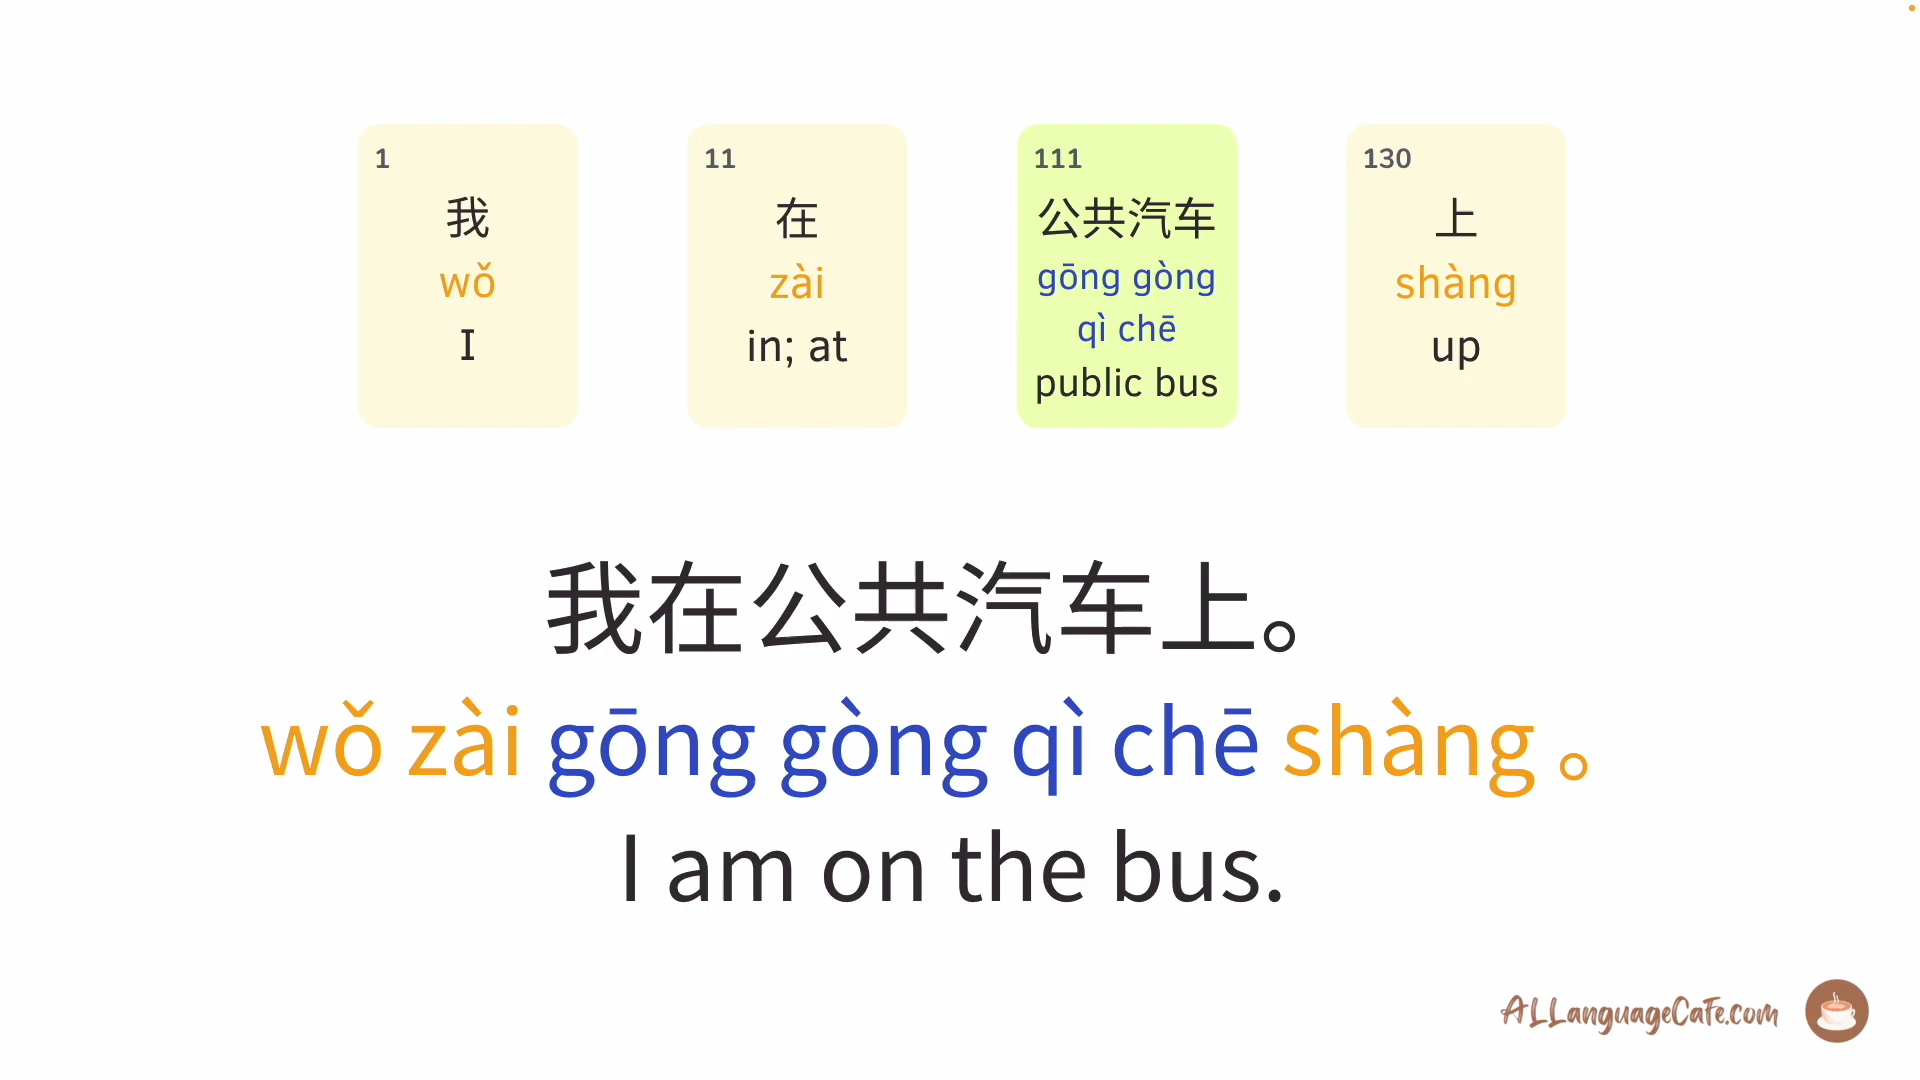 1
我
wǒ
I
11
在
zài
in; at
111
公共汽车
gōng gòng
qì chē
public bus
130
上
shàng
up
我在公共汽车上。
wǒ zài gōng gòng qì chē shàng 。
I am on the bus.
ALLanguageCafe.com